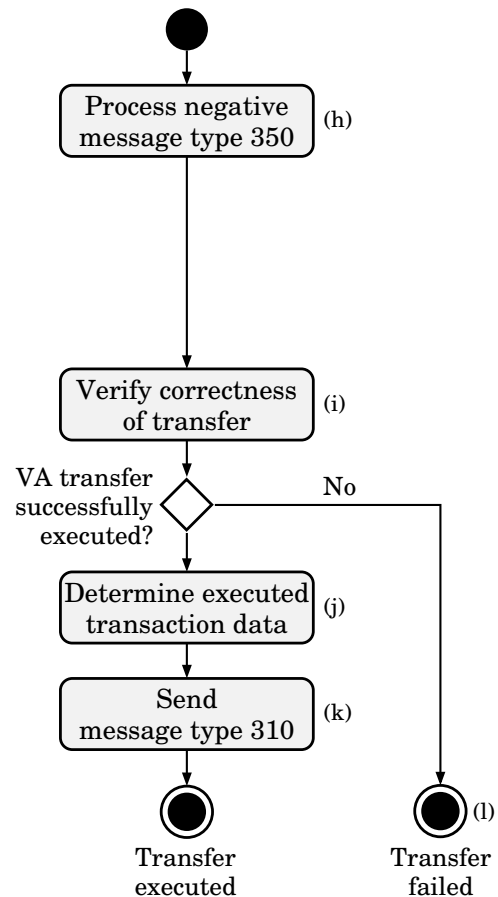 Process negative
message type 350
(h)
Verify correctness
of transfer
(i)
VA transfer
successfully
executed?
No
Determine executed
transaction data
(j)
Send
message type 310
(k)
(l)
Transfer
executed
Transfer
failed